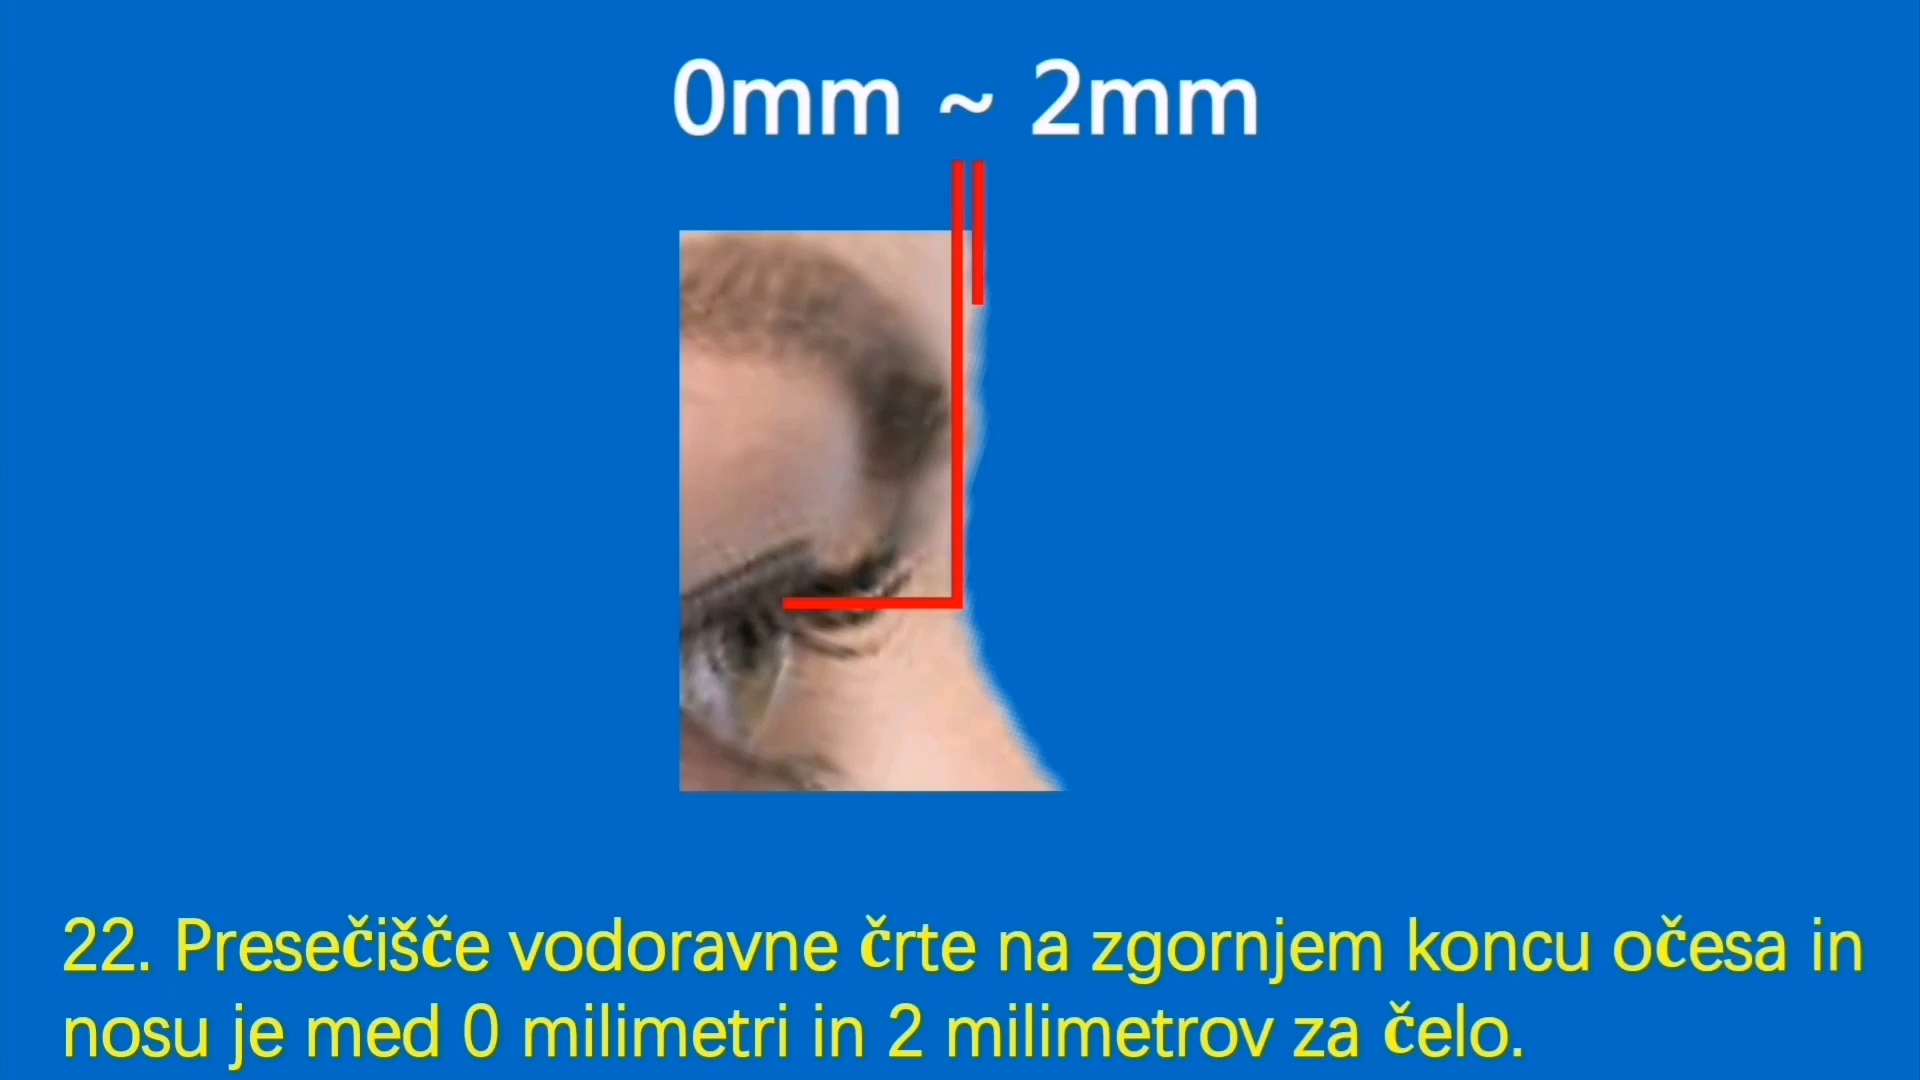 0mm ~ 2mm
22. Presečišče vodoravne črte na zgornjem koncu očesa in
nosu je med 0 milimetri in 2 milimetrov za čelo.